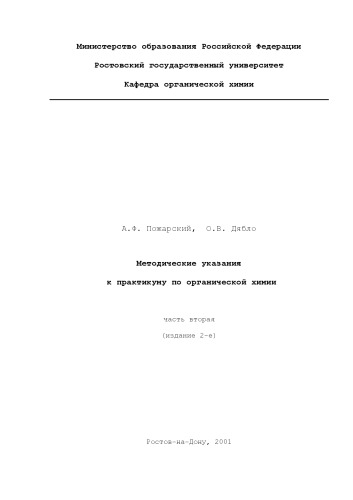 Министерство образования Российской Федерации
Ростовский государственный университет
Кафедра органической химии
А.Ф. Пожарский, О.В. Дябло
Методические указания
к практикуму по органической химии
часть вторая
(издание 2-е)
Ростов-на-Дону, 2001